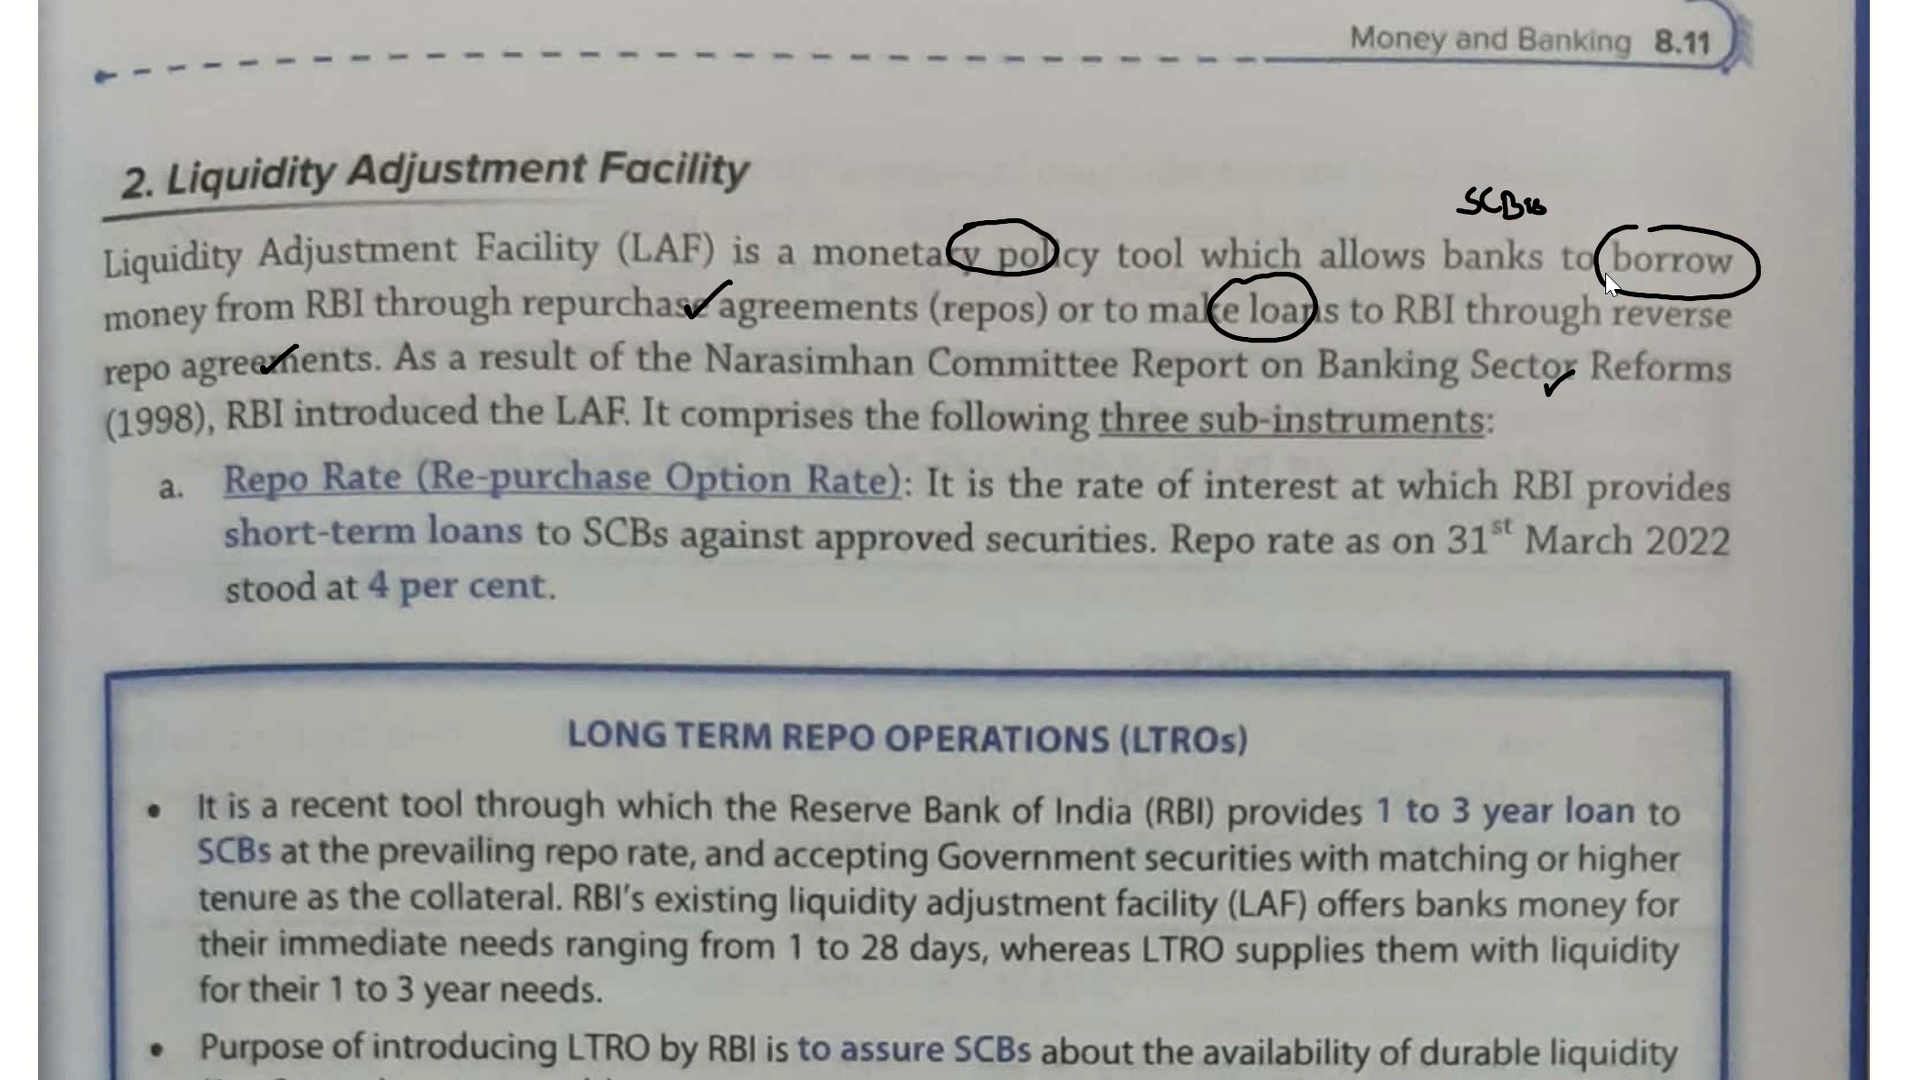 Money and Banking 8.11
2. Liquidity Adjustment Facility
SCBs
Liquidity Adjustment Facility (LAF) is a monetary policy tool which allows banks to borrow
money from RBI through repurchase agreements (repos) or to make loans to RBI through reverse
repo agreements. As a result of the Narasimhan Committee Report on Banking Sector Reforms
(1998), RBI introduced the LAF. It comprises the following three sub-instruments:
a. Repo Rate (Re-purchase Option Rate): It is the rate of interest at which RBI provides
short-term loans to SCBs against approved securities. Repo rate as on 31st March 2022
stood at 4 per cent.
LONG TERM REPO OPERATIONS (LTROs)
• It is a recent tool through which the Reserve Bank of India (RBI) provides 1 to 3 year loan to
SCBs at the prevailing repo rate, and accepting Government securities with matching or higher
tenure as the collateral. RBI's existing liquidity adjustment facility (LAF) offers banks money for
their immediate needs ranging from 1 to 28 days, whereas LTRO supplies them with liquidity
for their 1 to 3 year needs.
• Purpose of introducing LTRO by RBI is to assure SCBs about the availability of durable liquidity